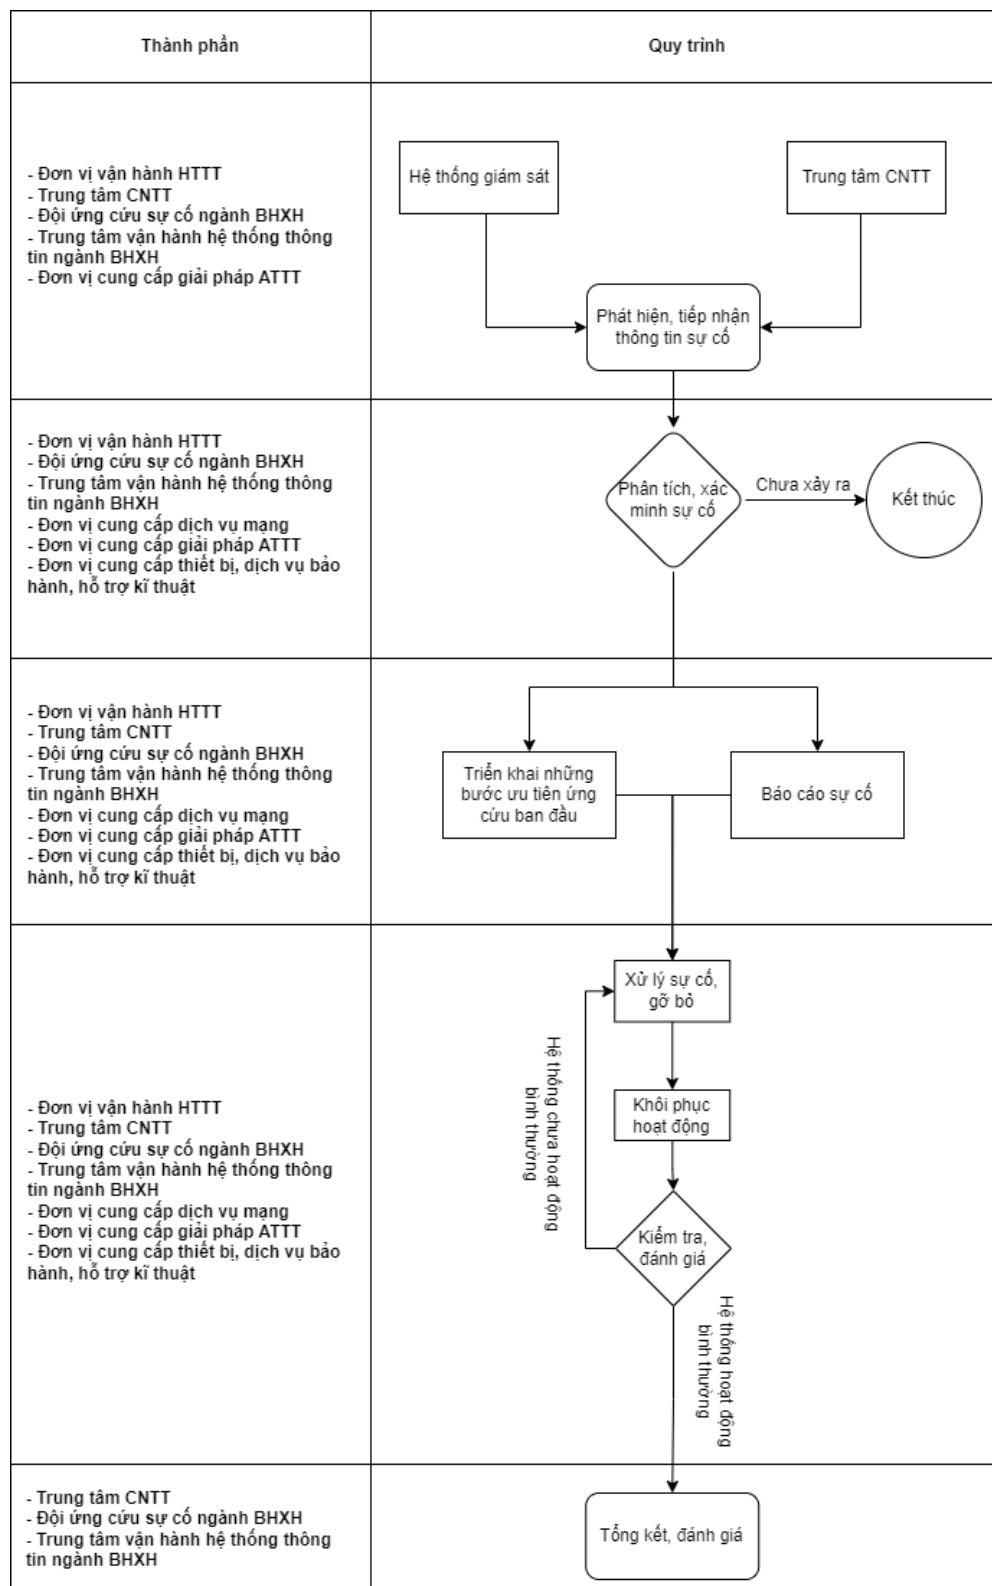 Thành phần
Quy trình
- Đơn vị vận hành HTTT
- Trung tâm CNTT
- Đội ứng cứu sự cố ngành BHXH
- Trung tâm vận hành hệ thống thông
tin ngành BHXH
- Đơn vị cung cấp giải pháp ATTT
Hệ thống giám sát
Trung tâm CNTT
Phát hiện, tiếp nhận
thông tin sự cố
- Đơn vị vận hành HTTT
- Đội ứng cứu sự cố ngành BHXH
- Trung tâm vận hành hệ thống thông
tin ngành BHXH
- Đơn vị cung cấp dịch vụ mạng
- Đơn vị cung cấp giải pháp ATTT
- Đơn vị cung cấp thiết bị, dịch vụ bảo
hành, hỗ trợ kĩ thuật
Phân tích, xác
minh sự cố
Chưa xảy ra
Kết thúc
- Đơn vị vận hành HTTT
- Trung tâm CNTT
- Đội ứng cứu sự cố ngành BHXH
- Trung tâm vận hành hệ thống thông
tin ngành BHXH
- Đơn vị cung cấp dịch vụ mạng
- Đơn vị cung cấp giải pháp ATTT
- Đơn vị cung cấp thiết bị, dịch vụ bảo
hành, hỗ trợ kĩ thuật
Triển khai những
bước ưu tiên ứng
cứu ban đầu
Báo cáo sự cố
- Đơn vị vận hành HTTT
- Trung tâm CNTT
- Đội ứng cứu sự cố ngành BHXH
- Trung tâm vận hành hệ thống thông
tin ngành BHXH
- Đơn vị cung cấp dịch vụ mạng
- Đơn vị cung cấp giải pháp ATTT
- Đơn vị cung cấp thiết bị, dịch vụ bảo
hành, hỗ trợ kĩ thuật
Xử lý sự cố,
gỡ bỏ
Khôi phục
hoạt động
Hệ thống chưa hoạt động
bình thường
Kiểm tra,
đánh giá
Hệ thống hoạt động
bình thường
- Trung tâm CNTT
- Đội ứng cứu sự cố ngành BHXH
- Trung tâm vận hành hệ thống thông
tin ngành BHXH
Tổng kết, đánh giá